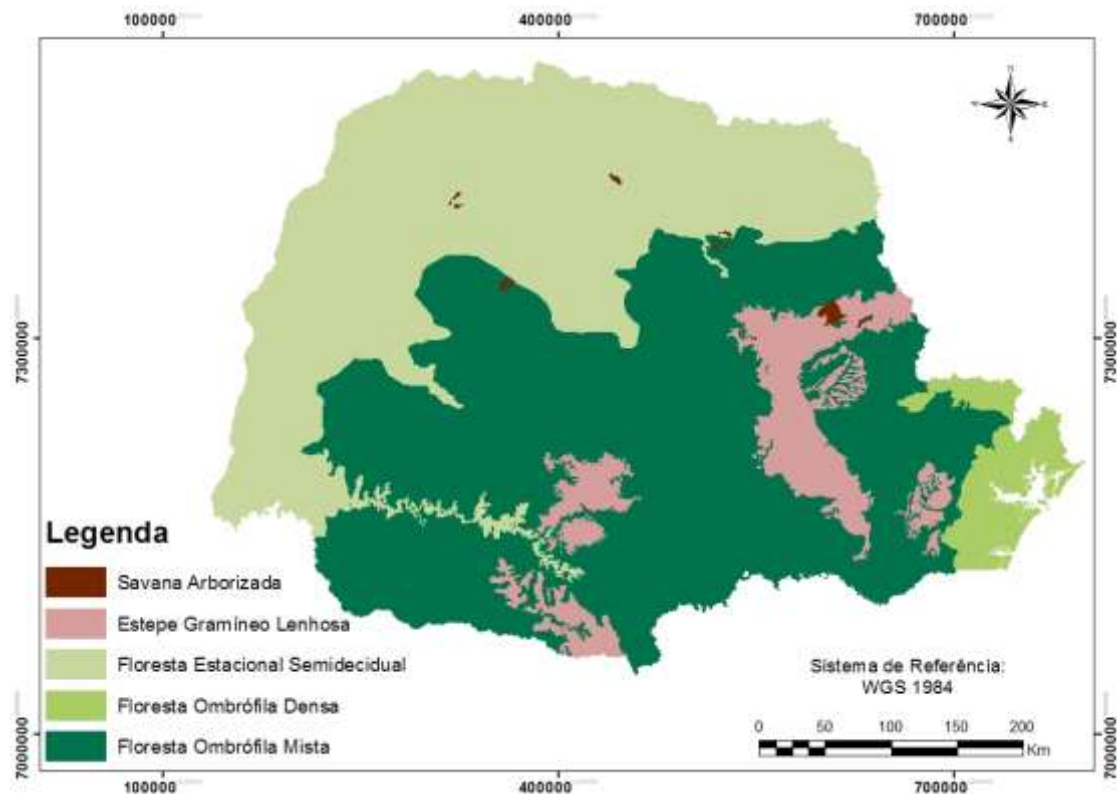 100000 400000 700000
7300000 7300000
Legenda
Savana Arborizada
Estepe Gramíneo Lenhosa
Floresta Estacional Semidecidual
Floresta Ombrófila Densa
Floresta Ombrófila Mista
Sistema de Referência:
WGS 1984
0 50 100 150 200
Km
7000000 7000000
100000 400000 700000